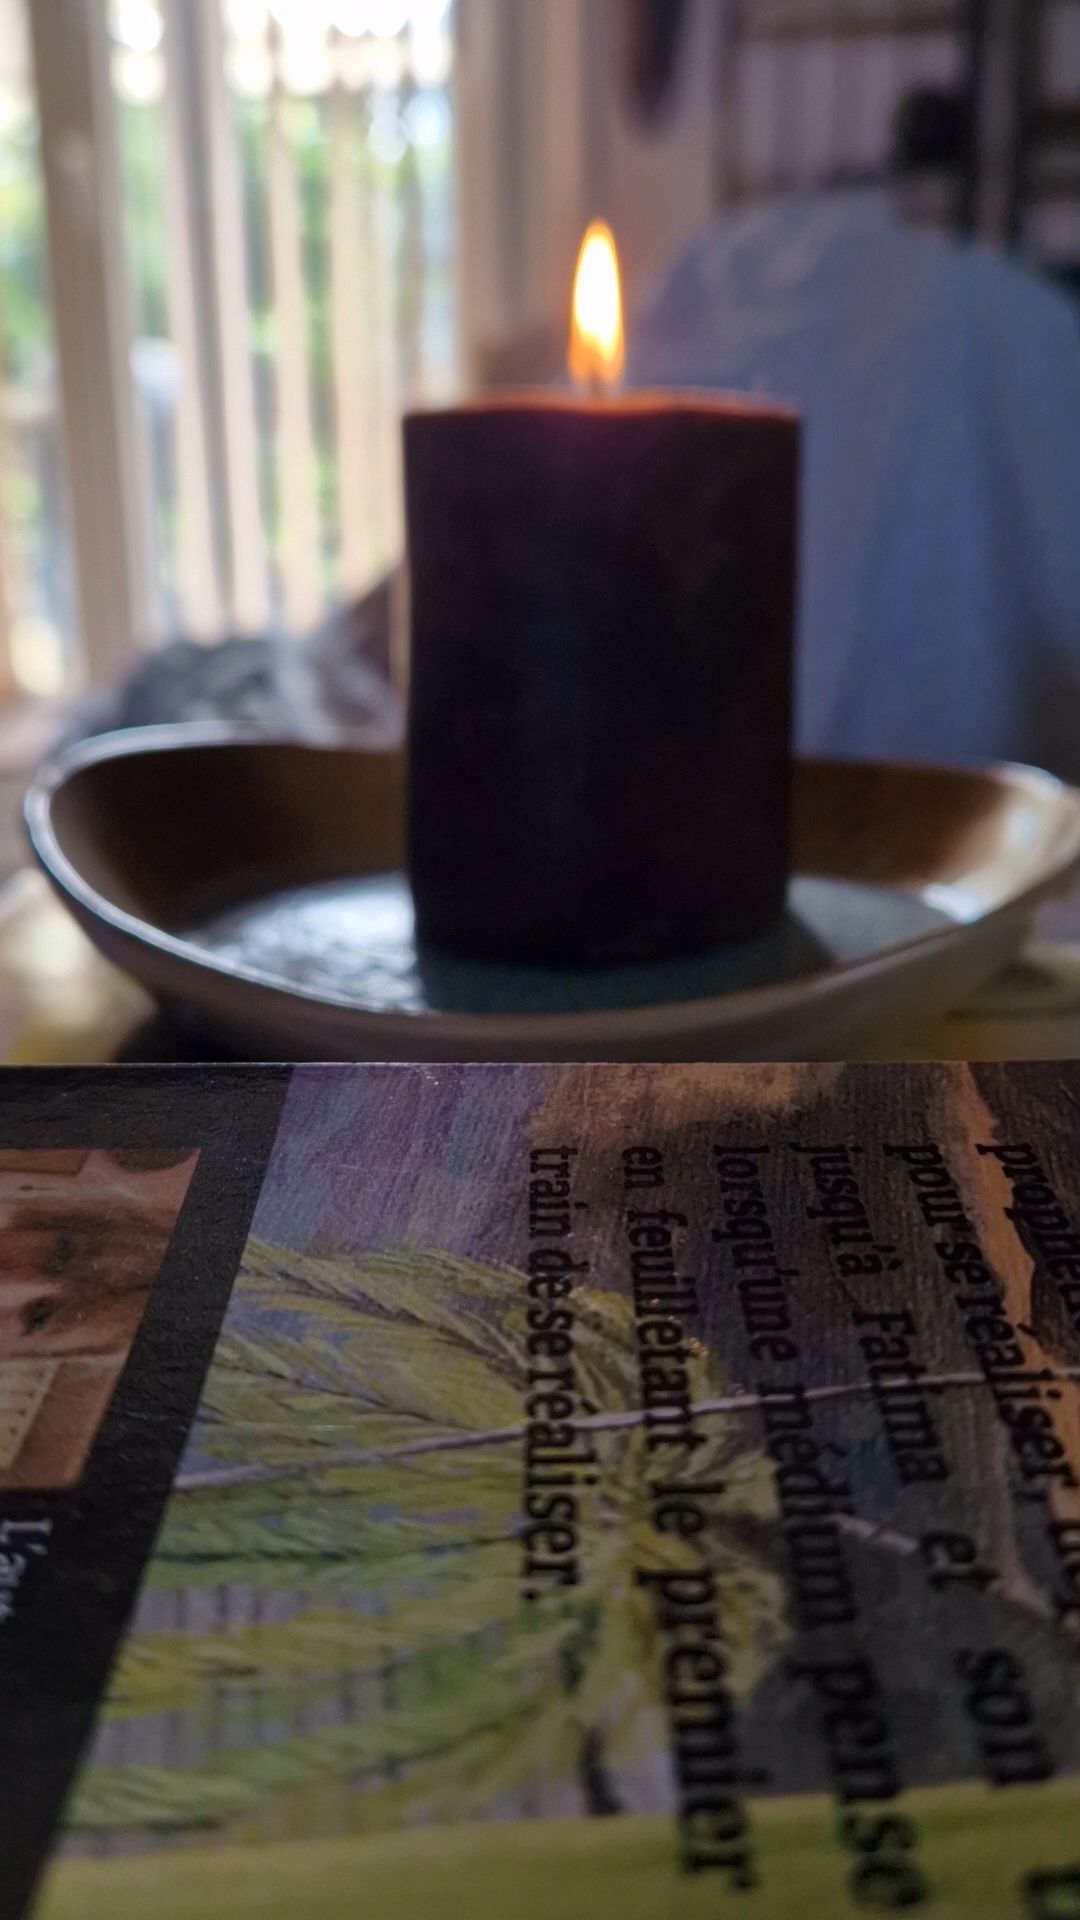 pour se réaliser
jusqu'à Fatima et son
lorsqu'une médium pense
en feuilletant le premier
train de se réaliser.